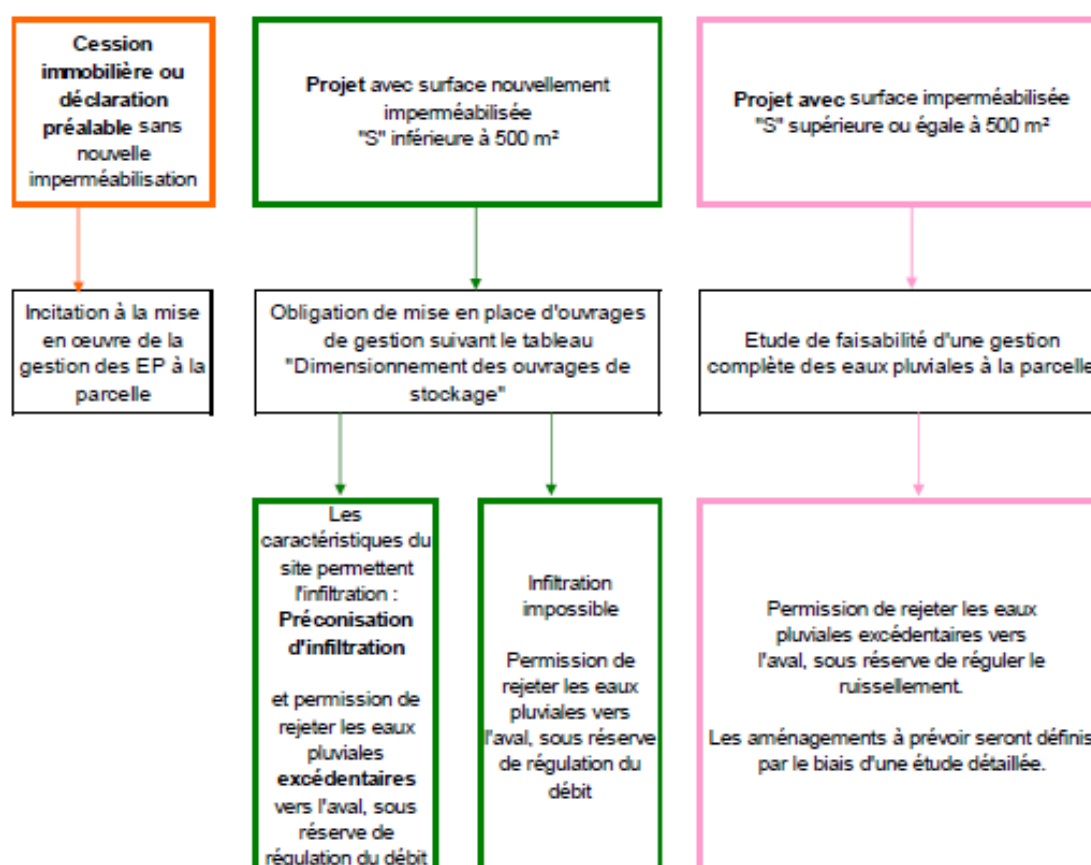 Cession
immobilière ou
déclaration
préalable sans
nouvelle
imperméabilisation
Projet avec surface nouvellement
imperméabilisée
"S" inférieure à 500 m²
Projet avec surface imperméabilisée
"S" supérieure ou égale à 500 m²
Incitation à la mise
en œuvre de la
gestion des EP à la
parcelle
Obligation de mise en place d'ouvrages
de gestion suivant le tableau
"Dimensionnement des ouvrages de
stockage"
Etude de faisabilité d'une gestion
complète des eaux pluviales à la parcelle
Les
caractéristiques du
site permettent
l'infiltration :
Préconisation
d'infiltration
et permission de
rejeter les eaux
pluviales
excédentaires
vers l'aval, sous
réserve de
régulation du débit
Infiltration
impossible
Permission de
rejeter les eaux
pluviales vers
l'aval, sous réserve
de régulation du
débit
Permission de rejeter les eaux
pluviales excédentaires vers
l'aval, sous réserve de réguler le
ruissellement.
Les aménagements à prévoir seront définis
par le biais d'une étude détaillée.